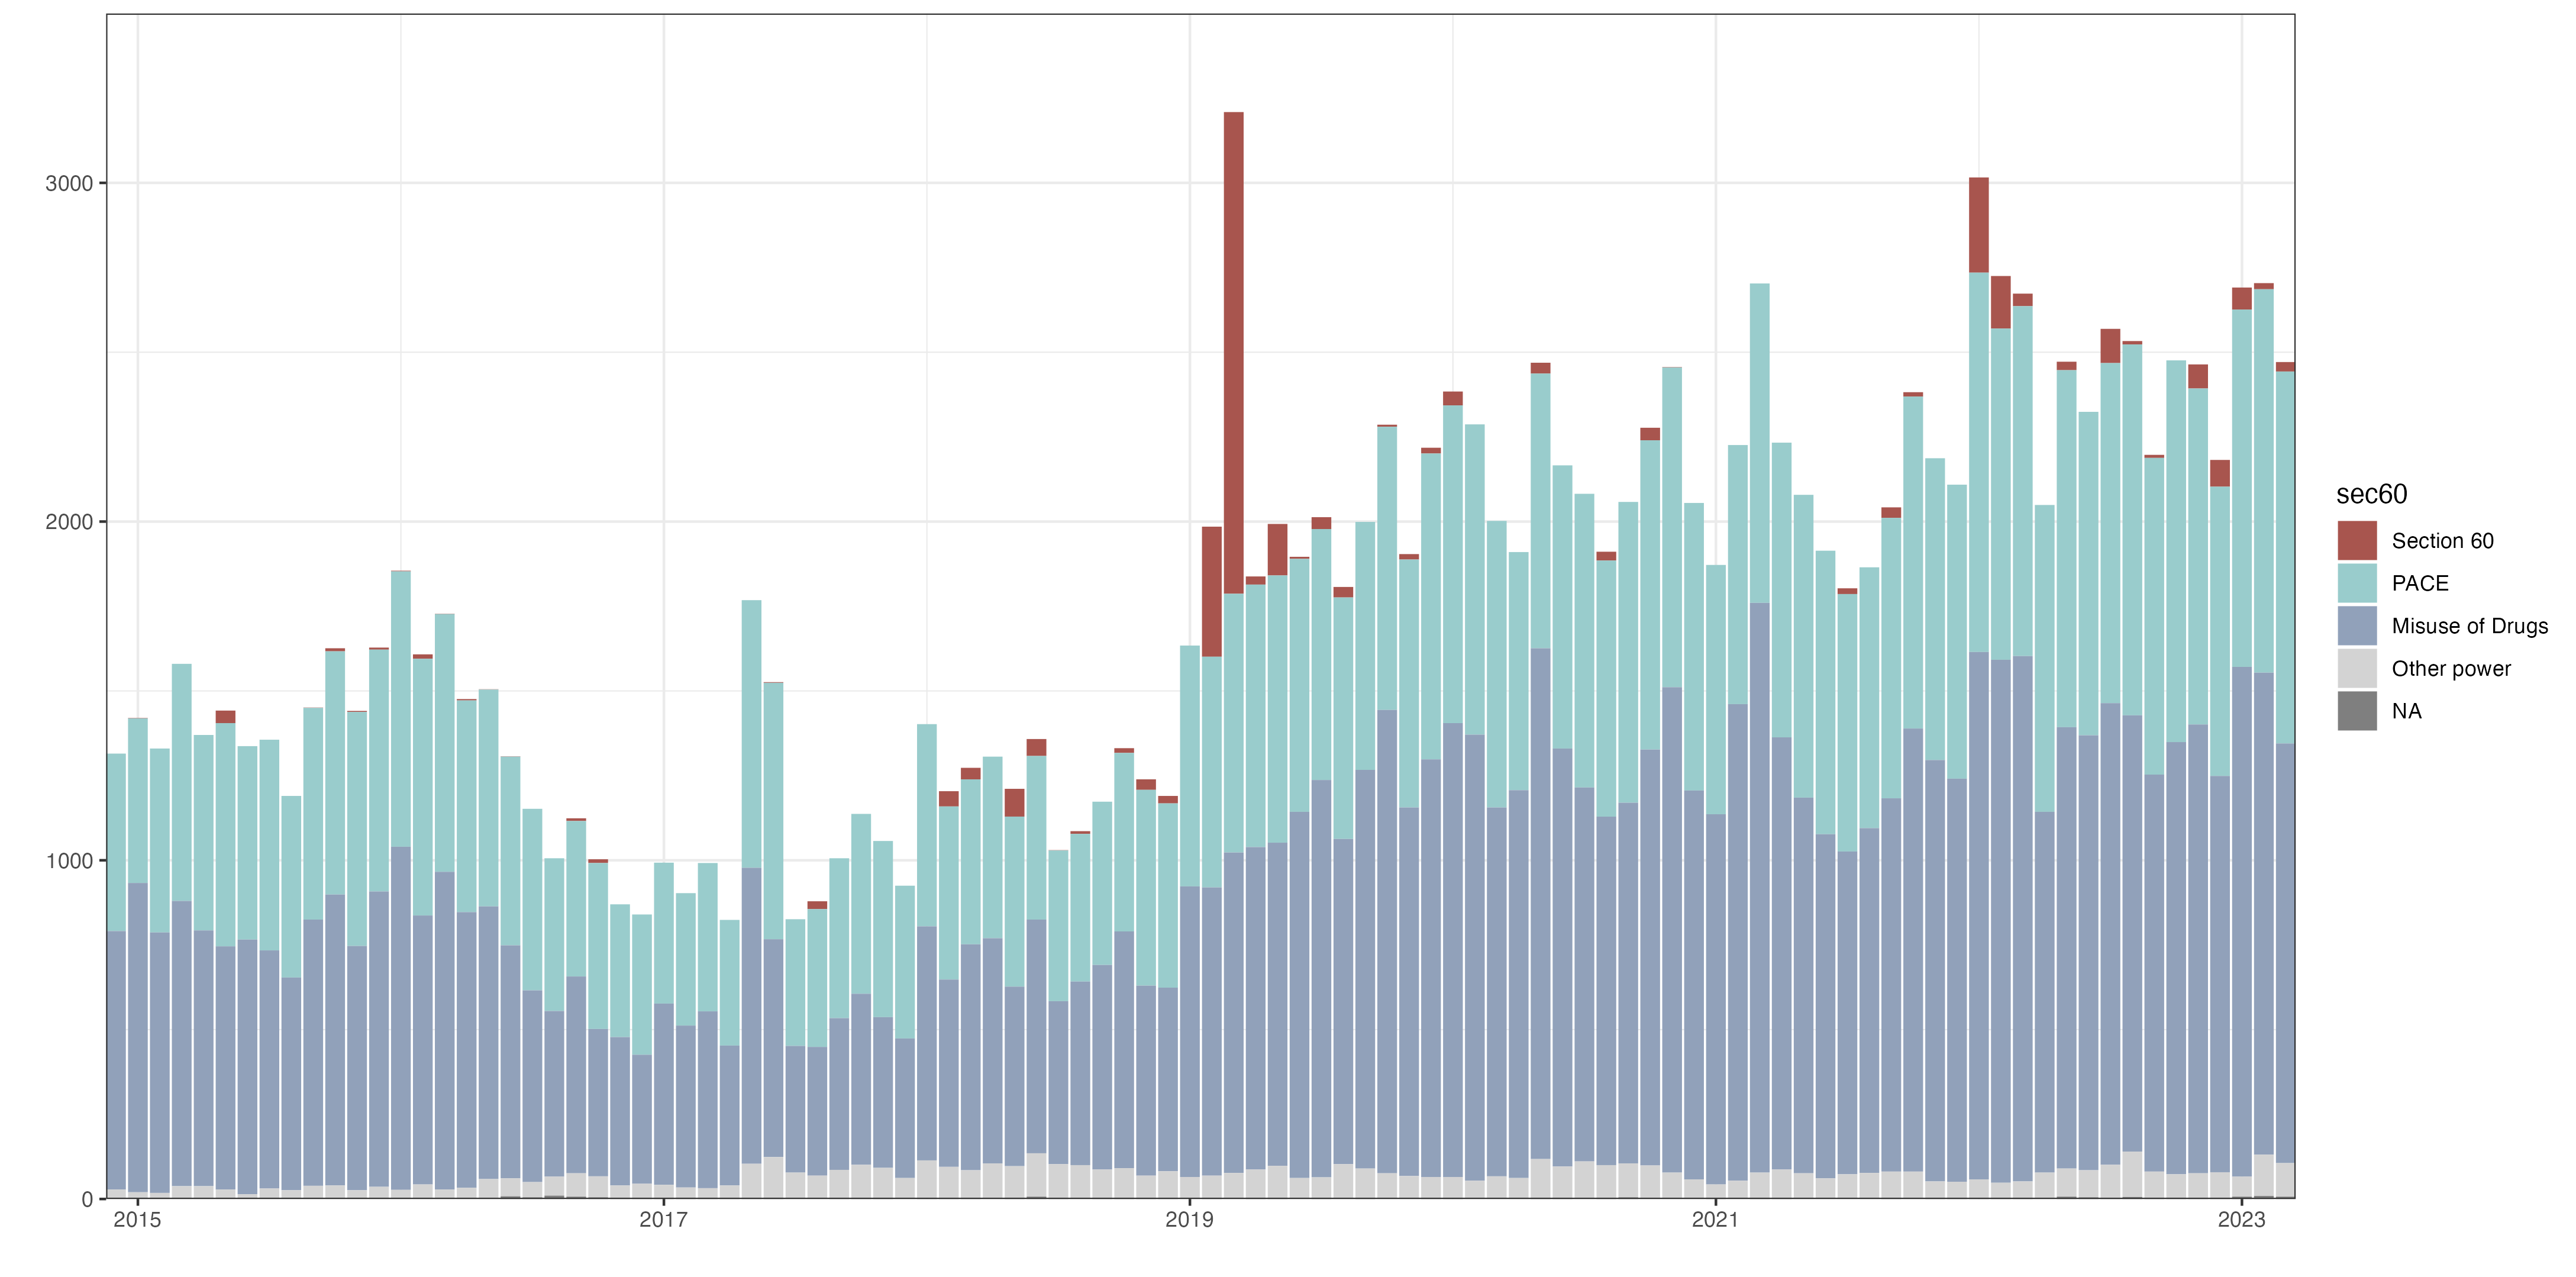 3000
2000
1000
0
2015 2017 2019 2021 2023
sec60
Section 60
PACE
Misuse of Drugs
Other power
NA